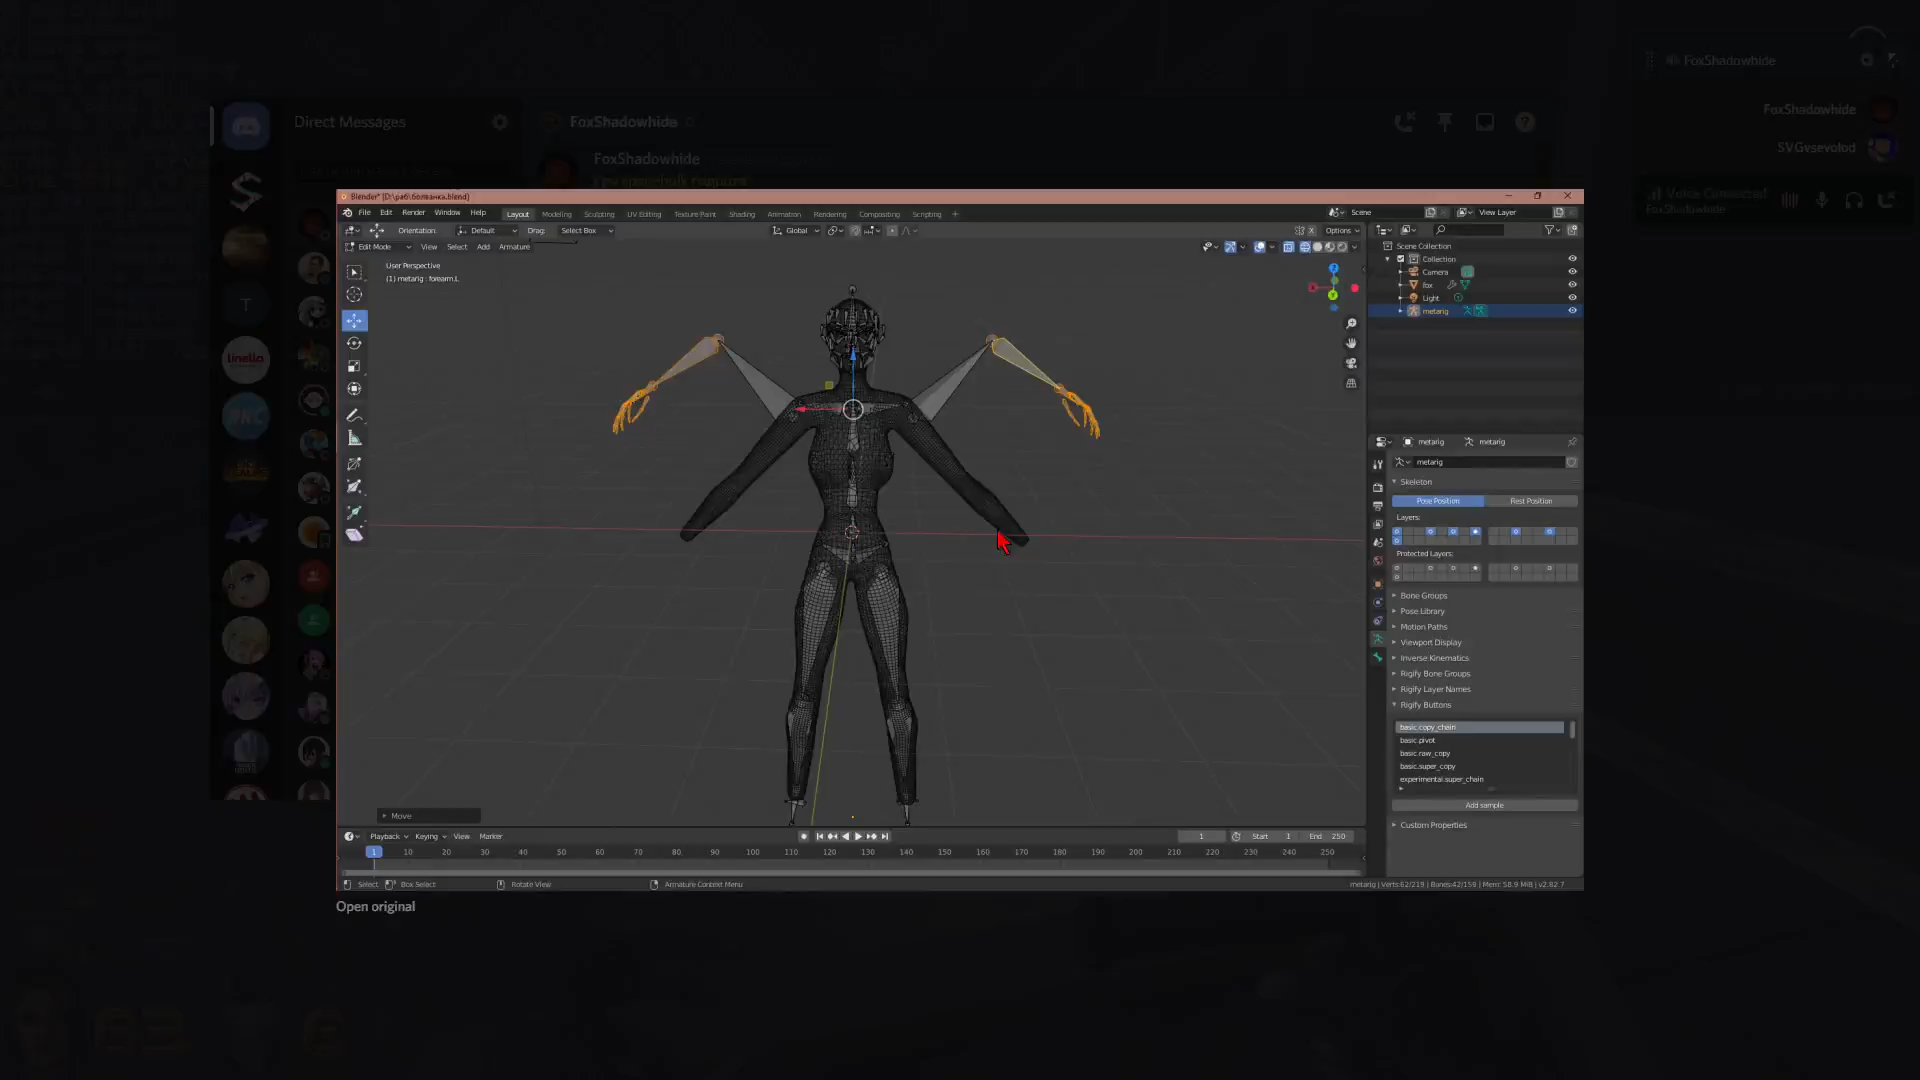 FoxShadowhide
FoxShadowhide
SVGvsevolod
Voice Connected
FoxShadowhide
Direct Messages
FoxShadowhide
FoxShadowhide
T
linella
Blender* [D:\раб\болванка.blend]
File Edit Render Window Help Layout Modeling Sculpting UV Editing Texture Paint Shading Animation Rendering Compositing Scripting + Scene View Layer
Orientation: Default Drag: Select Box Global Options
Edit Mode View Select Add Armature
User Perspective
(1) metarig : forearm.L
Scene Collection
Collection
Camera
fox
Light
metarig
metarig metarig
metarig
Skeleton
Pose Position Rest Position
Layers:
Protected Layers:
Bone Groups
Pose Library
Motion Paths
Viewport Display
Inverse Kinematics
Rigify Bone Groups
Rigify Layer Names
Rigify Buttons
basic.copy_chain
basic.pivot
basic.raw_copy
basic.super_copy
experimental.super_chain
Add sample
Custom Properties
Move
Playback Keying View Marker 1 Start 1 End 250
1 10 20 30 40 50 60 70 80 90 100 110 120 130 140 150 160 170 180 190 200 210 220 230 240 250
Select Box Select Rotate View Armature Context Menu metarig | Verts:62/219 | Bones:42/159 | Mem: 58.9 MiB | v2.82.7
Open original